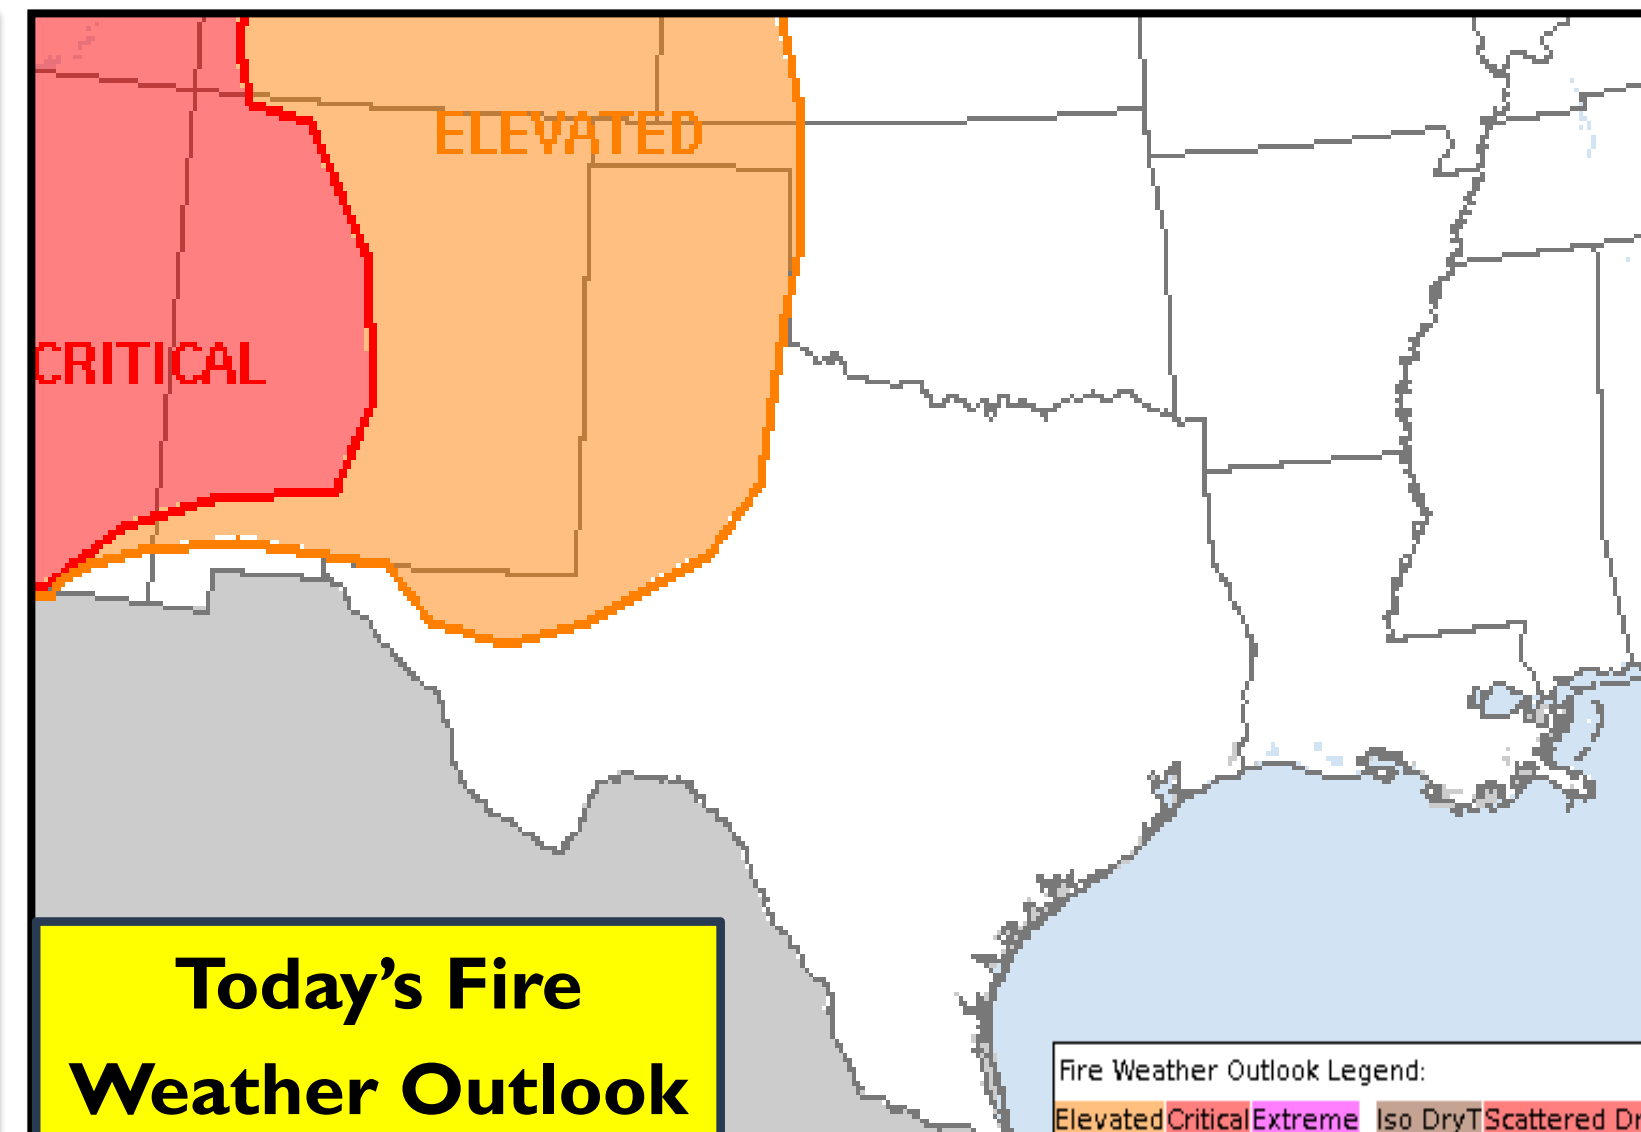 ELEVATED
CRITICAL
Today's Fire
Weather Outlook
Fire Weather Outlook Legend:
Elevated Critical Extreme Iso DryT Scattered Dr